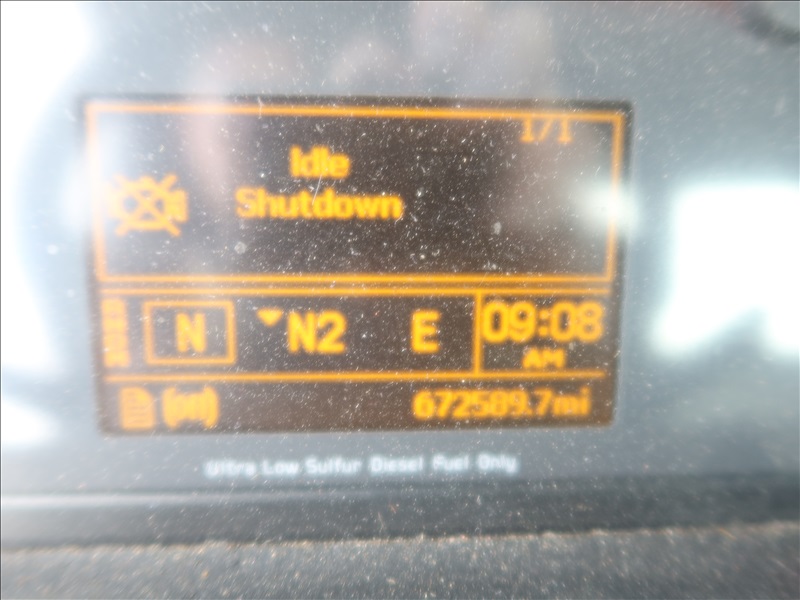 1/1
Idle
Shutdown
N N2 E 09:08
AM
672589.7mi
Ultra Low Sulfur Diesel Fuel Only